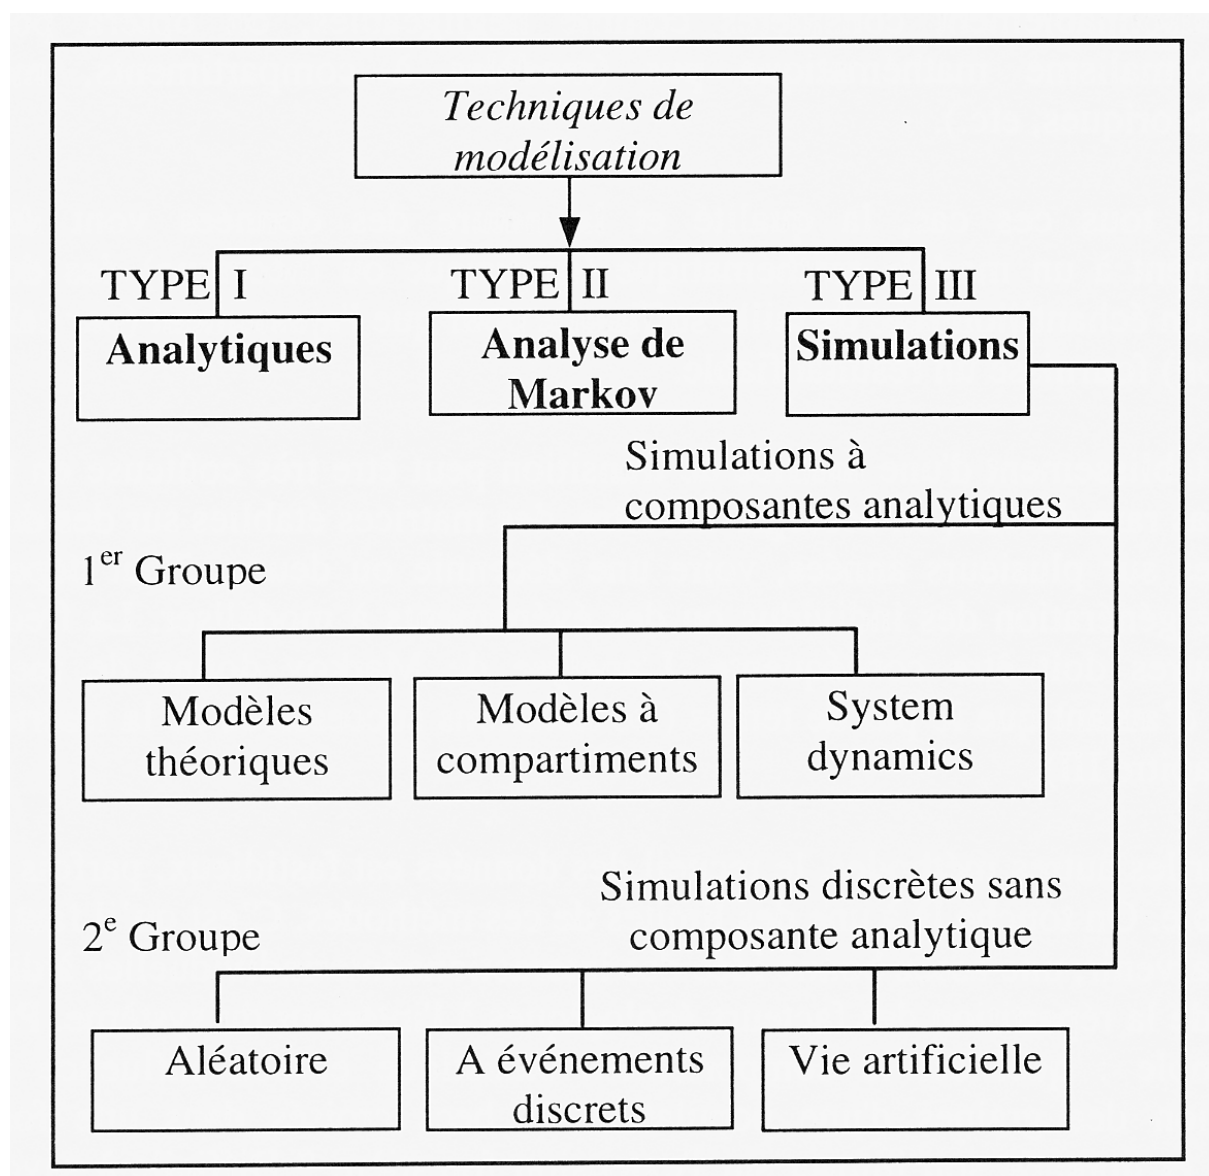 Techniques de
modélisation
TYPE I
TYPE II
TYPE III
Analytiques
Analyse de
Markov
Simulations
Simulations à
composantes analytiques
1er Groupe
Modèles
théoriques
Modèles à
compartiments
System
dynamics
Simulations discrètes sans
composante analytique
2e Groupe
Aléatoire
A événements
discrets
Vie artificielle